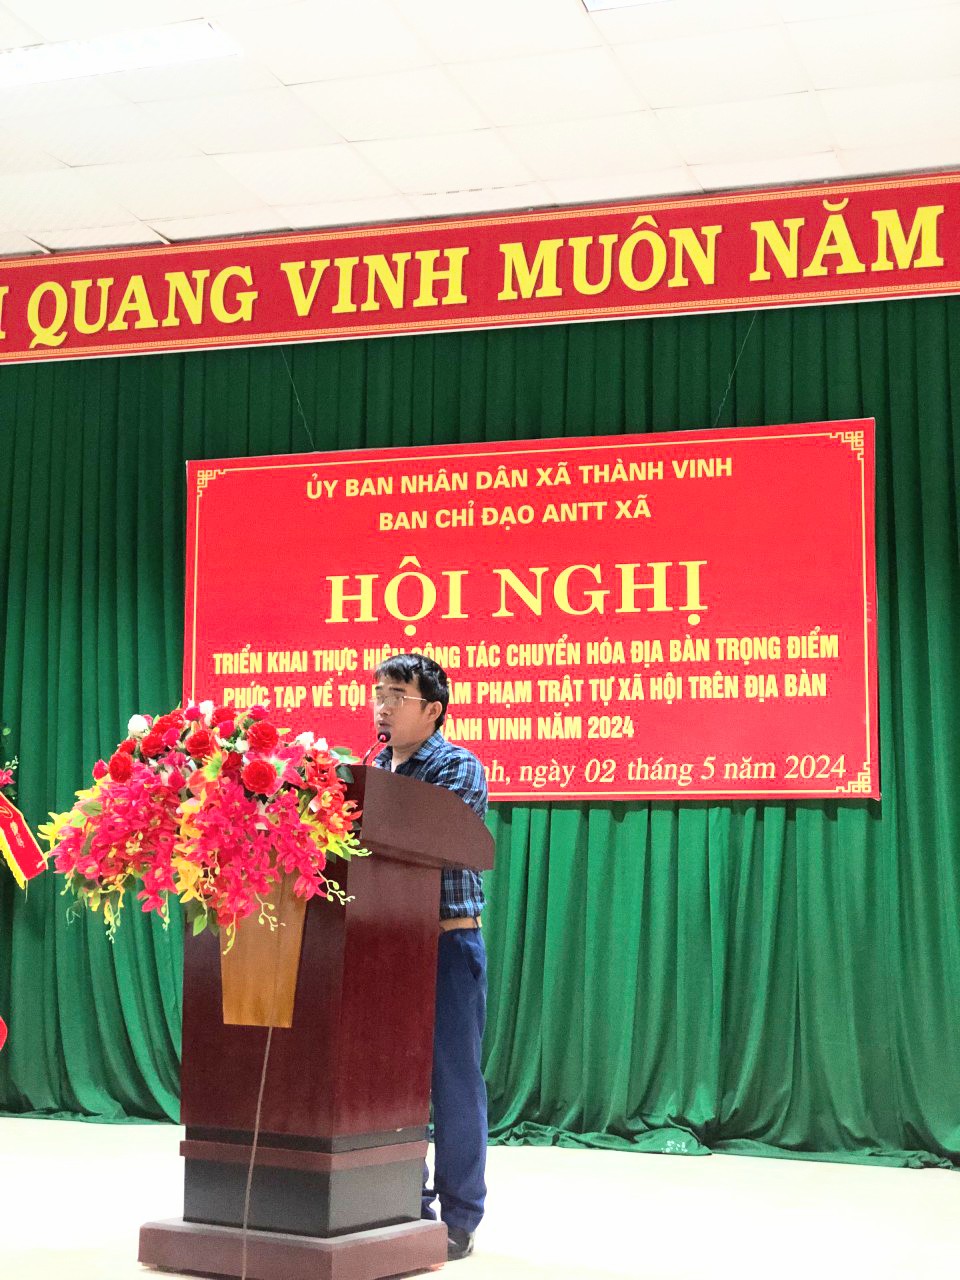 QUANG VINH MUÔN NĂM
ỦY BAN NHÂN DÂN XÃ THÀNH VINH
BAN CHỈ ĐẠO ANTT XÃ
HỘI NGHỊ
TRIỂN KHAI THỰC HIỆN CÔNG TÁC CHUYỂN HÓA ĐỊA BÀN TRỌNG ĐIỂM
PHỨC TẠP VỀ TỘI PHẠM TRẬT TỰ XÃ HỘI TRÊN ĐỊA BÀN
THÀNH VINH NĂM 2024
ngày 02 tháng 5 năm 2024